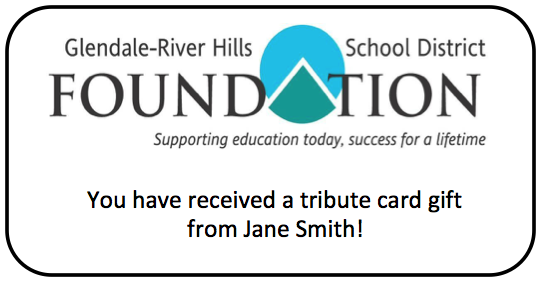 Glendale-River Hills School District
FOUNDATION
Supporting education today, success for a lifetime
You have received a tribute card gift
from Jane Smith!